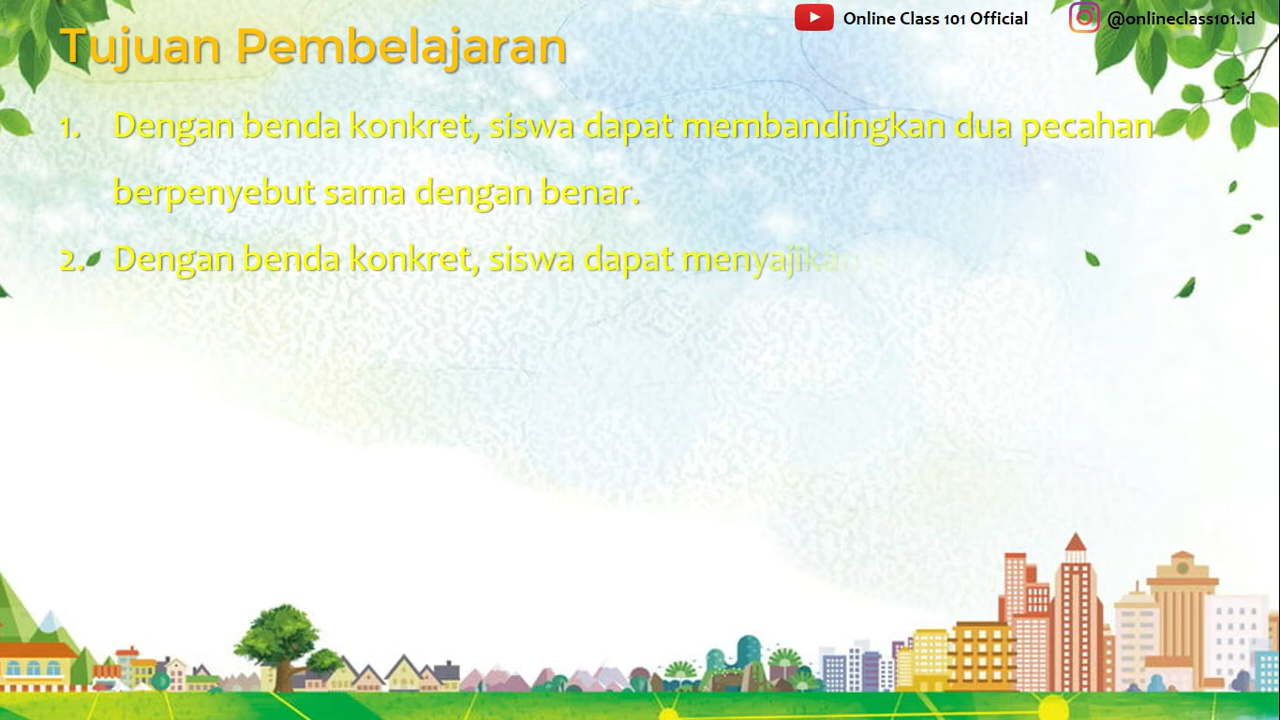 Online Class 101 Official
@onlineclass101.id
Tujuan Pembelajaran
1. Dengan benda konkret, siswa dapat membandingkan dua pecahan
berpenyebut sama dengan benar.
2. Dengan benda konkret, siswa dapat menyajikan